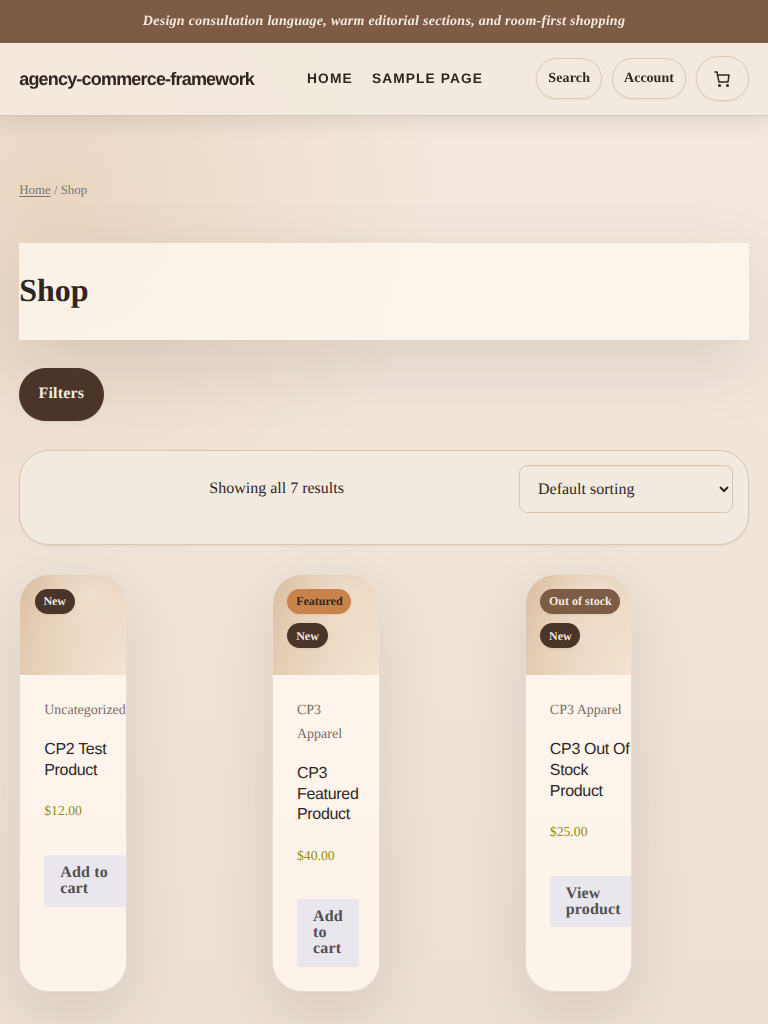 Design consultation language, warm editorial sections, and room-first shopping
agency-commerce-framework
HOME
SAMPLE PAGE
Search
Account
Home / Shop
Shop
Filters
Showing all 7 results
Default sorting
New
Uncategorized
CP2 Test
Product
$12.00
Add to
cart
Featured
New
CP3
Apparel
CP3
Featured
Product
$40.00
Add
to
cart
Out of stock
New
CP3 Apparel
CP3 Out Of
Stock
Product
$25.00
View
product